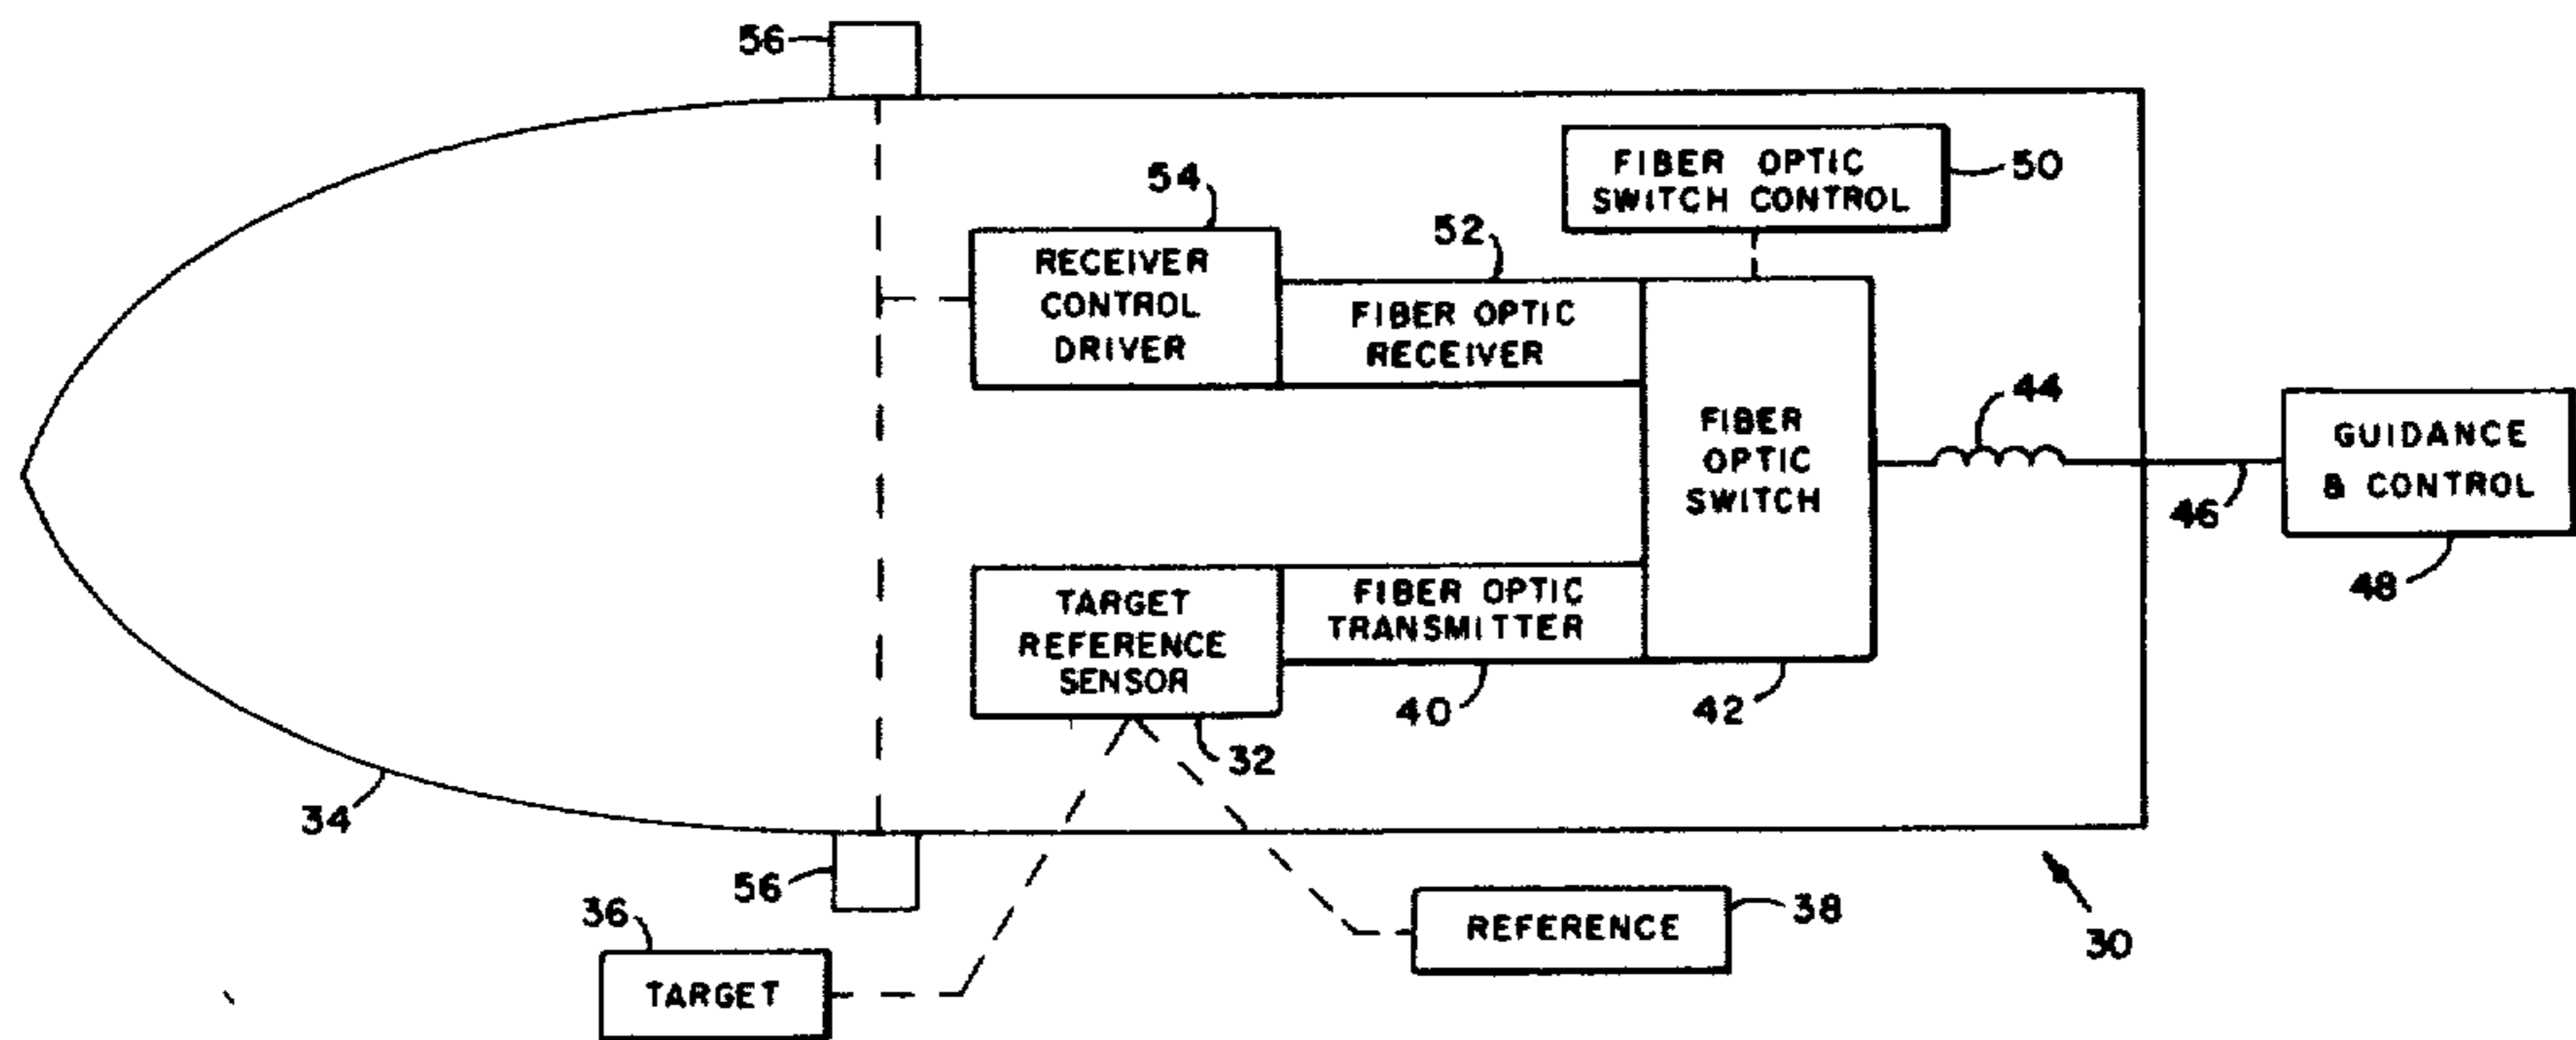 56
54
RECEIVER
CONTROL
DRIVER
52
FIBER OPTIC
RECEIVER
FIBER OPTIC
SWITCH CONTROL
50
FIBER
OPTIC
SWITCH
44
46
GUIDANCE
& CONTROL
48
TARGET
REFERENCE
SENSOR
32
FIBER OPTIC
TRANSMITTER
40
42
34
56
36
TARGET
REFERENCE
38
30